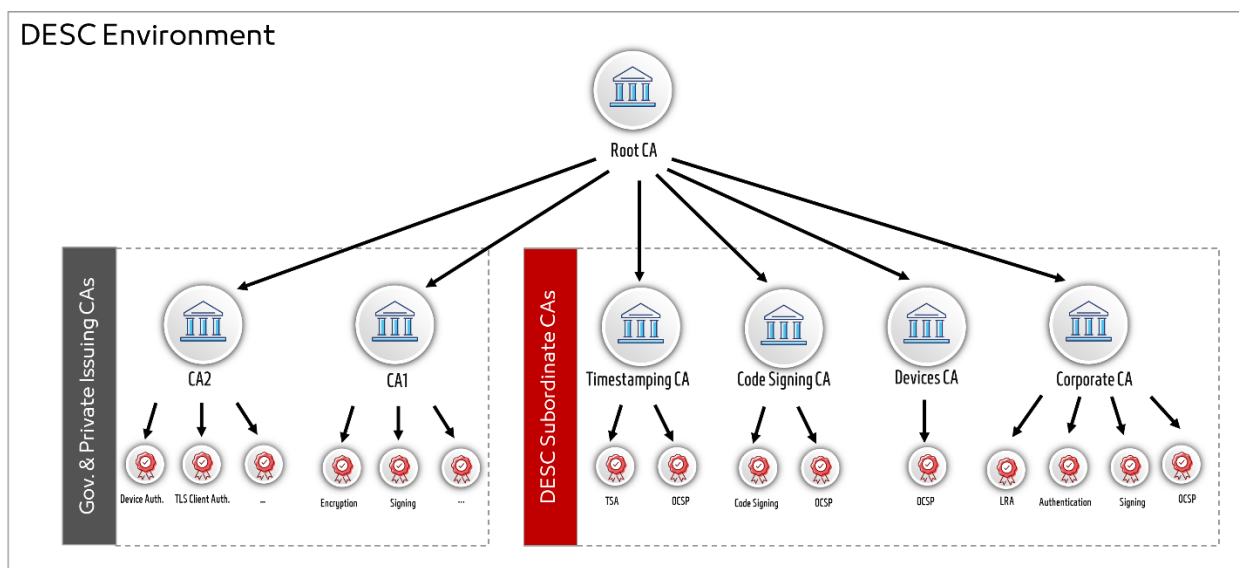 DESC Environment
Root CA
Gov. & Private Issuing CAs
CA2
CA1
Device Auth.
TLS Client Auth.
...
Encryption
Signing
...
DESC Subordinate CAs
Timestamping CA
Code Signing CA
Devices CA
Corporate CA
TSA
OCSP
Code Signing
OCSP
OCSP
LRA
Authentication
Signing
OCSP